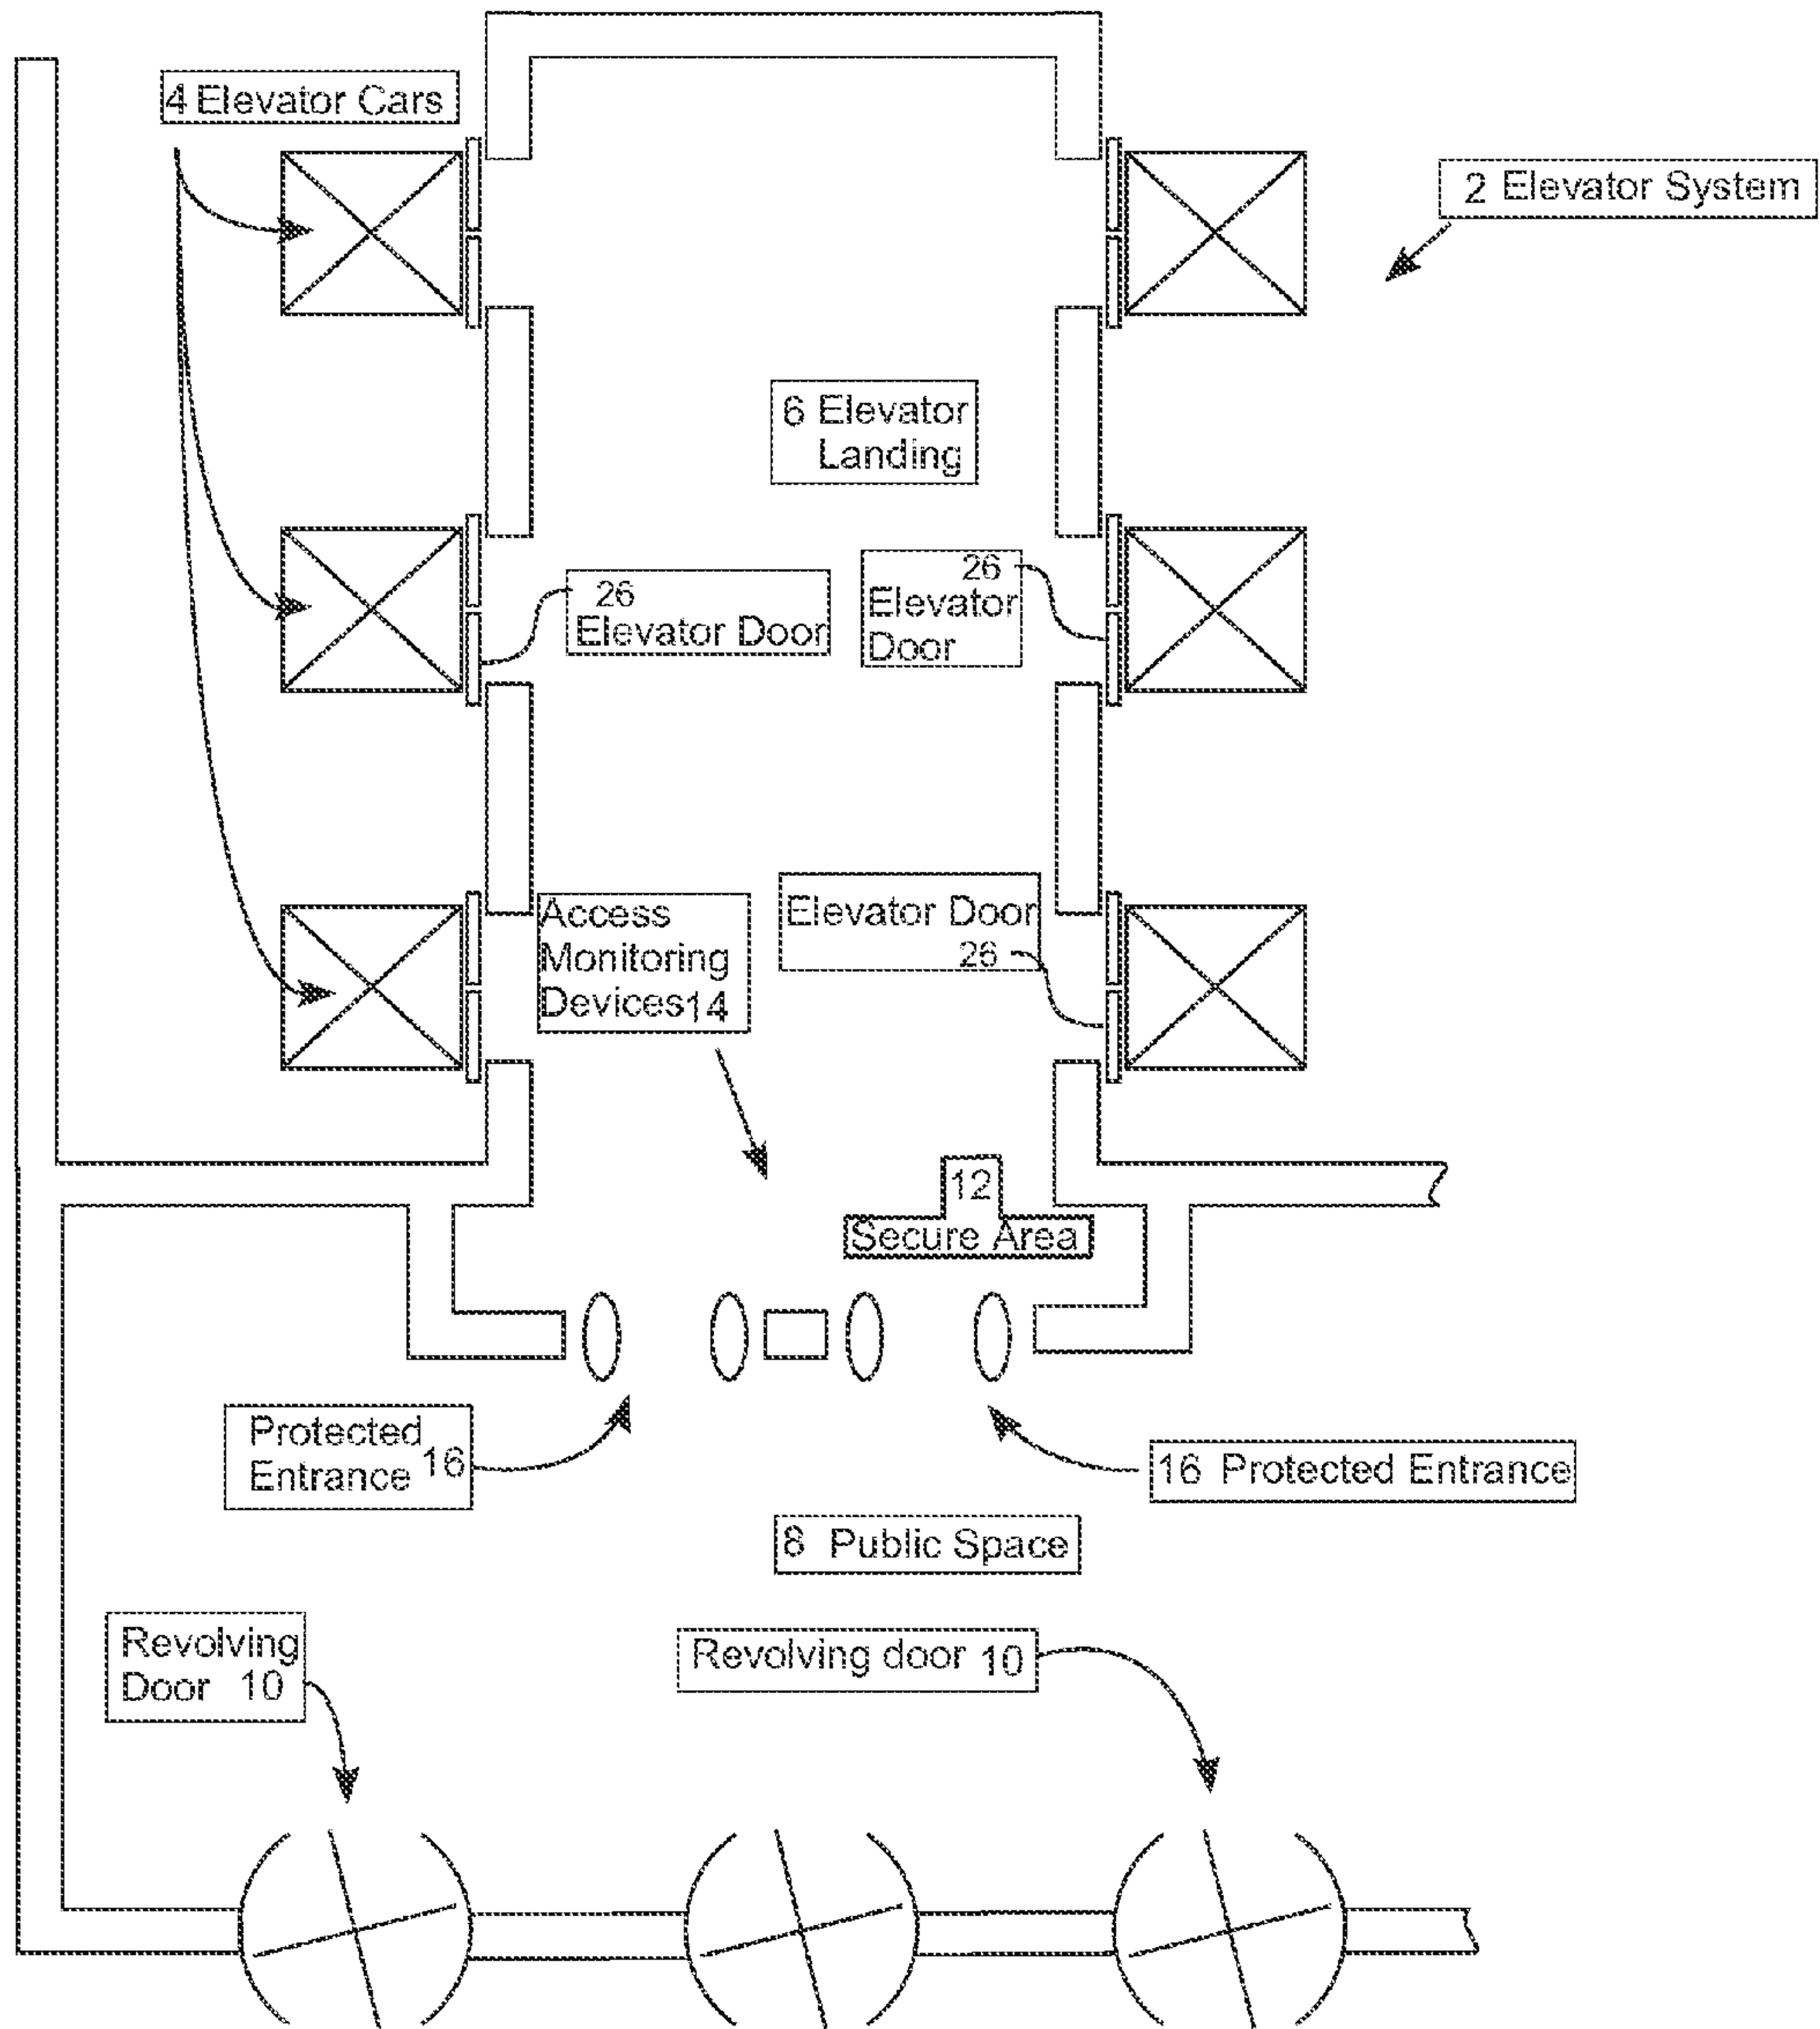 4 Elevator Cars
2 Elevator System
6 Elevator
Landing
26
Elevator Door
26
Elevator
Door
Access
Monitoring
Devices14
Elevator Door
26
12
Secure Area
Protected
Entrance 16
16 Protected Entrance
8 Public Space
Revolving
Door 10
Revolving door 10